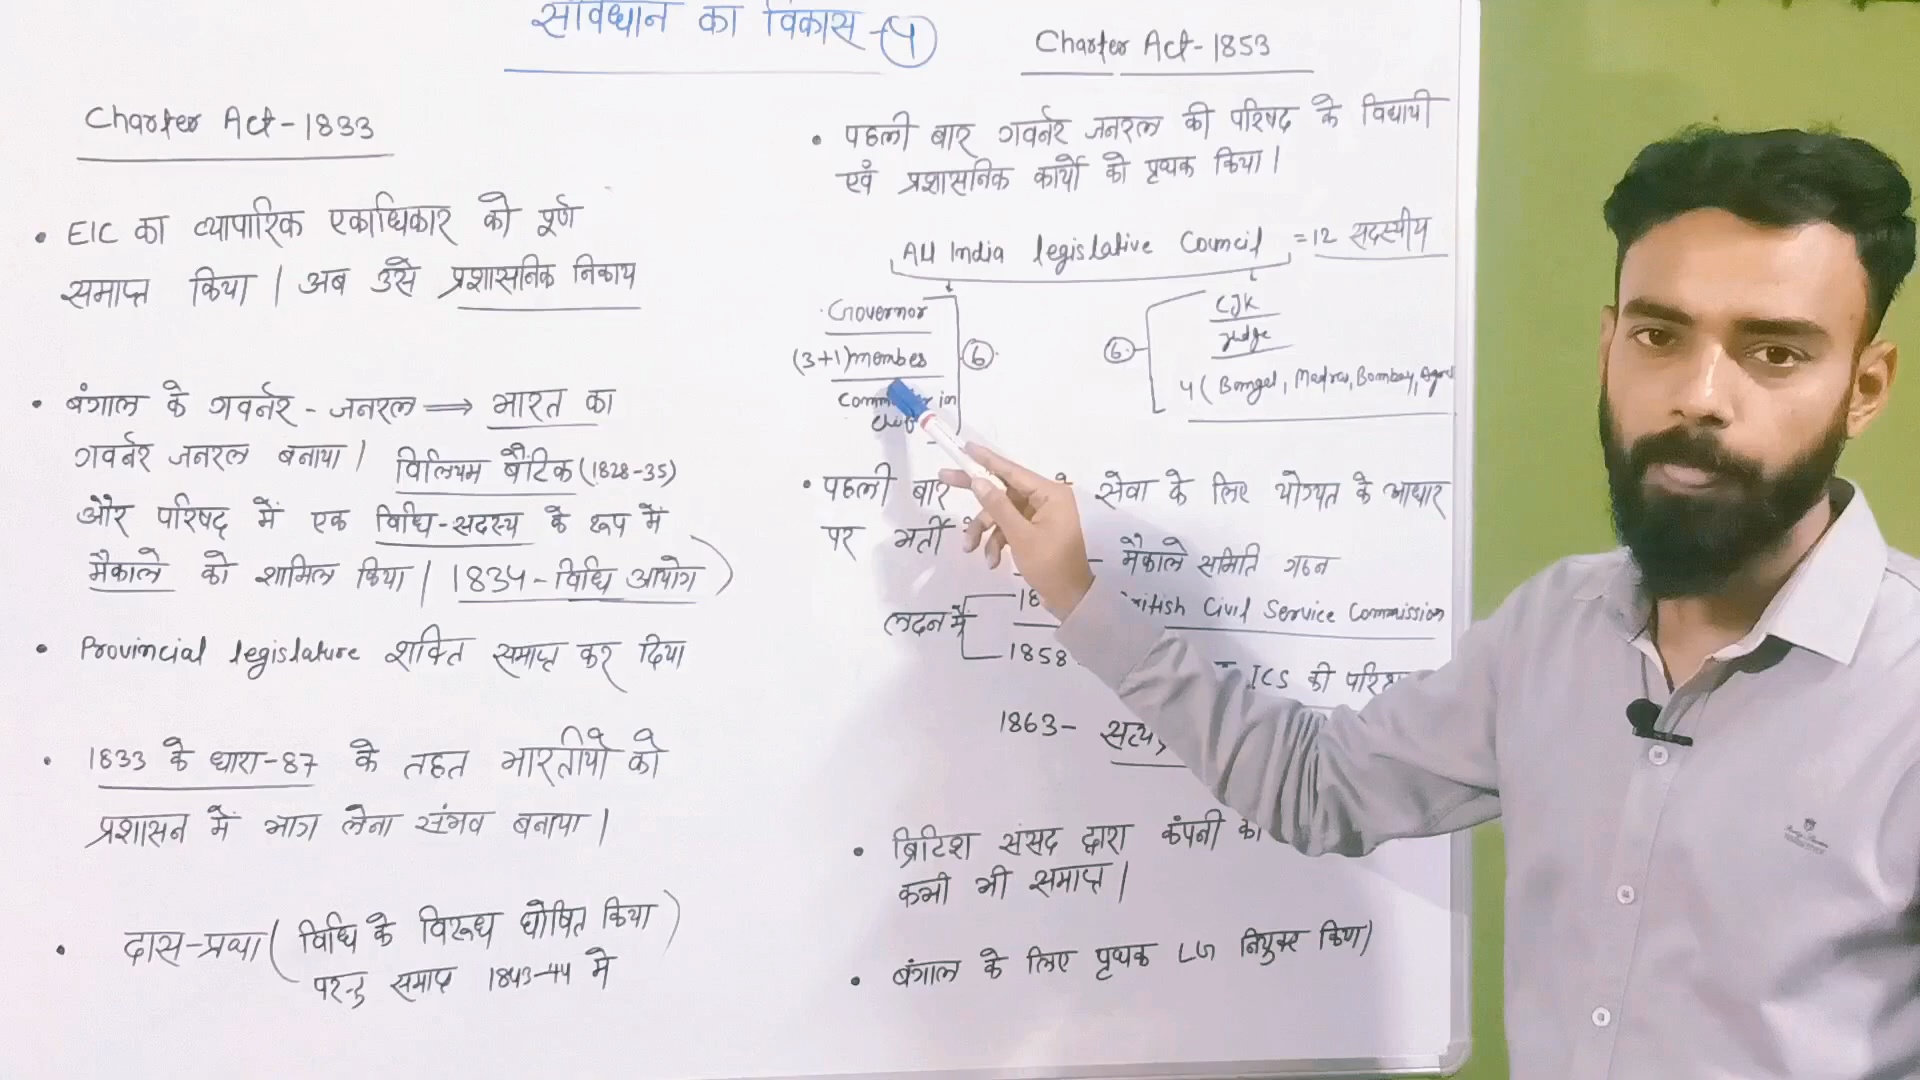 संविधान का विकास - 4
Charter Act - 1833
• EIC का व्यापारिक एकाधिकार को पूर्ण
समाप्त किया | अब उसे प्रशासनिक निकाय
• बंगाल के गवर्नर - जनरल ⟹ भारत का
गवर्नर जनरल बनाया | विलियम बैंटिक (1828-35)
और परिषद् में एक विधि-सदस्य के रूप में
मैकाले को शामिल किया | 1834 - विधि आयोग)
• Provincial legislature शक्ति समाप्त कर दिया
• 1833 के धारा-87 के तहत भारतीयों को
प्रशासन में भाग लेना संभव बनाया |
• दास-प्रथा ( विधि के विरूध घोषित किया )
परन्तु समाप्त 1843-44 में
Charter Act - 1853
• पहली बार गवर्नर जनरल की परिषद के विधायी
एवं प्रशासनिक कार्यों को पृथक किया |
All India legislative Council = 12 सदस्यीय
Governor
(3+1) member
in
6
6
CJK
Judge
4 ( Bengal, Madras, Bombay,
• पहली बार सेवा के लिए योग्यत के आधार
पर भर्ती
- मैकाले समिति गठन
लदन में
Civil Service Commission
1858
ICS की
1863 -
• ब्रिटिश संसद द्वारा कंपनी का
कभी भी समाप्त |
• बंगाल के लिए पृथक LG नियुक्त किया)